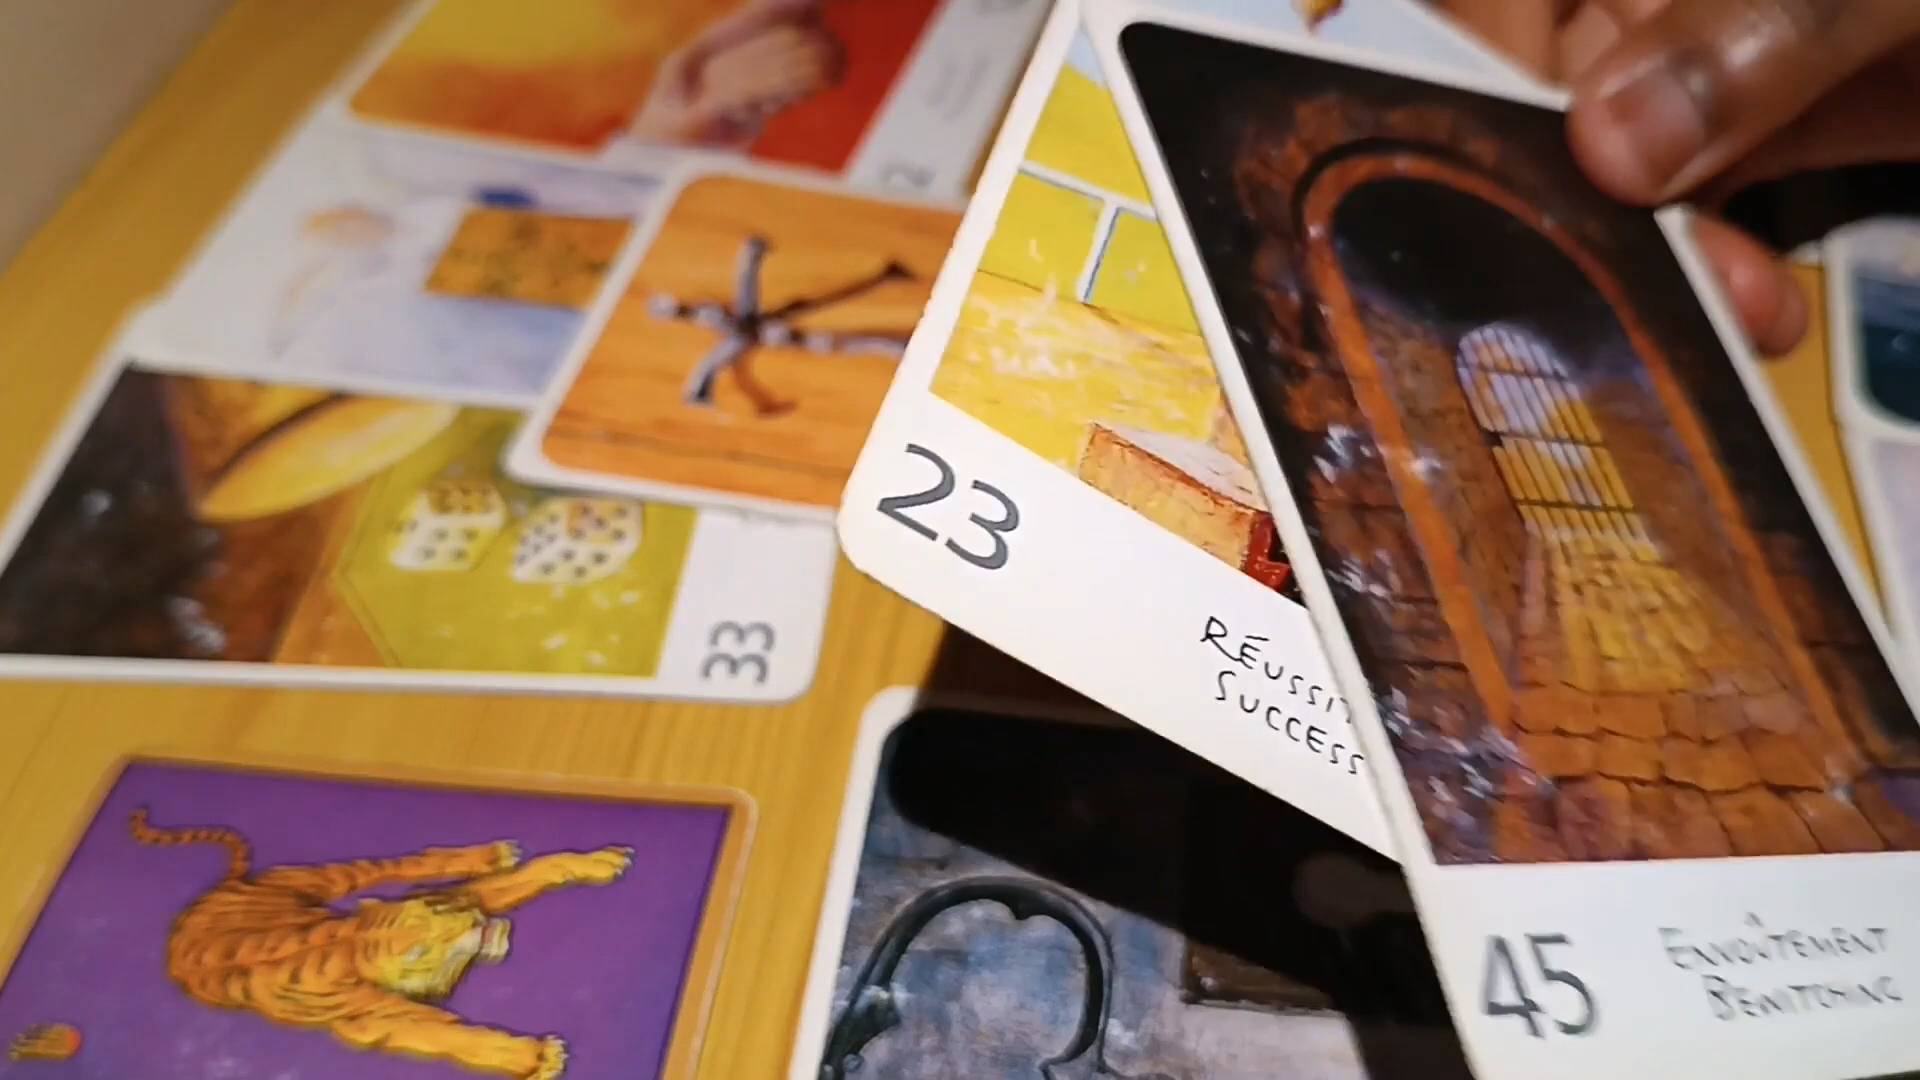 23
RÉUSSIT
SUCCESS
33
45
ENVOÛTEMENT
BEWITCHING